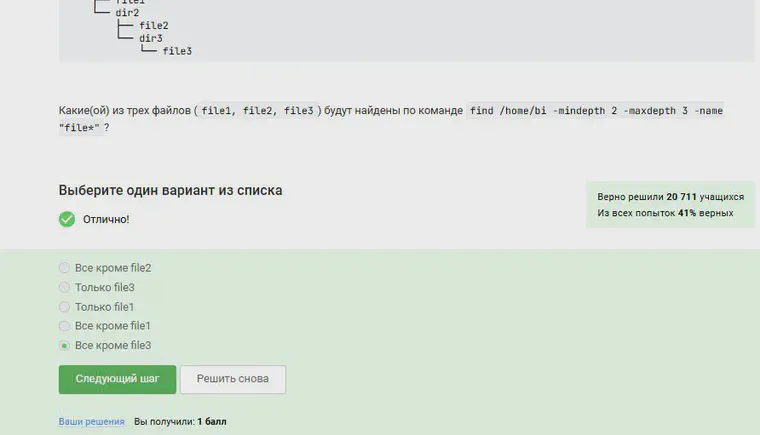 file1
dir2
file2
dir3
file3
Какие(ой) из трех файлов ( file1, file2, file3 ) будут найдены по команде find /home/bi -mindepth 2 -maxdepth 3 -name
"file*" ?
Выберите один вариант из списка
Отлично!
Верно решили 20 711 учащихся
Из всех попыток 41% верных
Все кроме file2
Только file3
Только file1
Все кроме file1
Все кроме file3
Следующий шаг
Решить снова
Ваши решения Вы получили: 1 балл